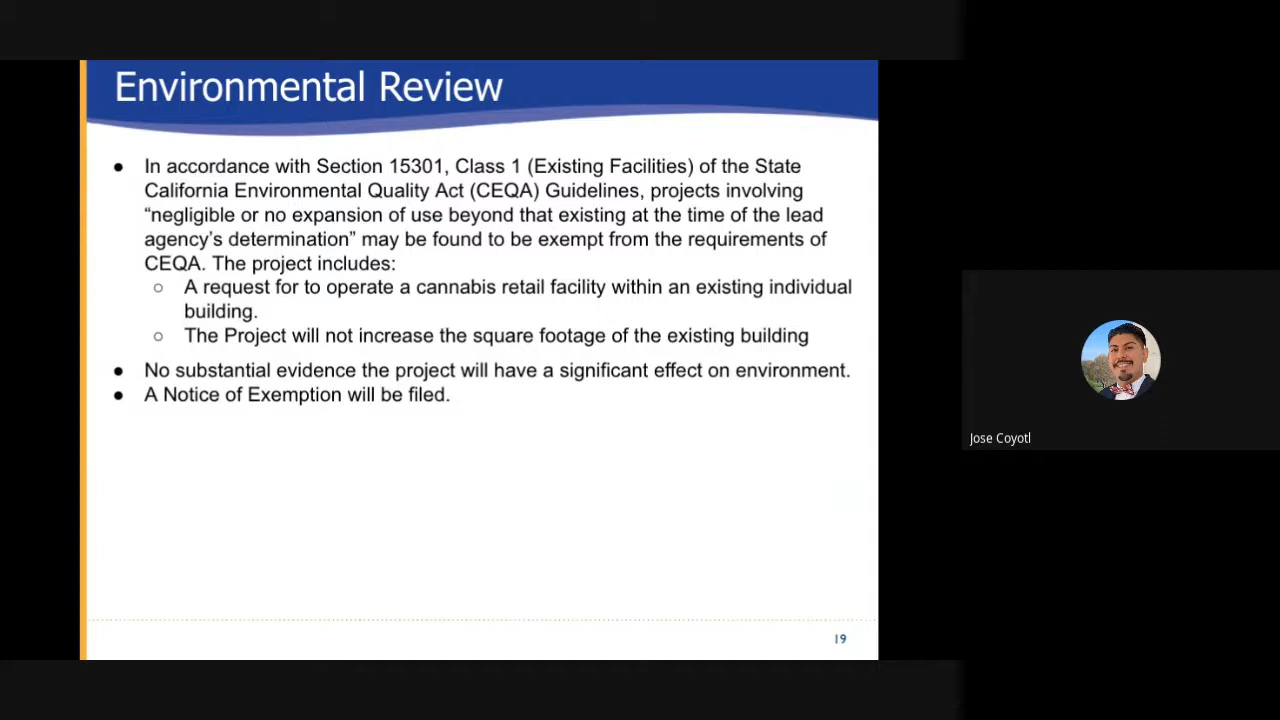 Environmental Review
● In accordance with Section 15301, Class 1 (Existing Facilities) of the State
California Environmental Quality Act (CEQA) Guidelines, projects involving
“negligible or no expansion of use beyond that existing at the time of the lead
agency’s determination” may be found to be exempt from the requirements of
CEQA. The project includes:
○ A request for to operate a cannabis retail facility within an existing individual
building.
○ The Project will not increase the square footage of the existing building
● No substantial evidence the project will have a significant effect on environment.
● A Notice of Exemption will be filed.
19
Jose Coyotl